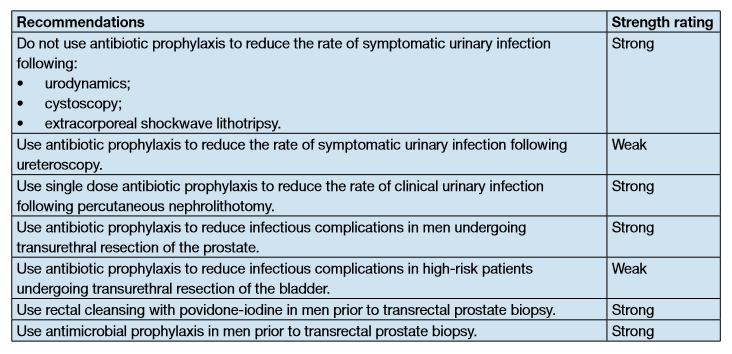 Recommendations Strength rating
Do not use antibiotic prophylaxis to reduce the rate of symptomatic urinary infection Strong
following:
• urodynamics;
• cystoscopy;
• extracorporeal shockwave lithotripsy.
Use antibiotic prophylaxis to reduce the rate of symptomatic urinary infection following Weak
ureteroscopy.
Use single dose antibiotic prophylaxis to reduce the rate of clinical urinary infection Strong
following percutaneous nephrolithotomy.
Use antibiotic prophylaxis to reduce infectious complications in men undergoing Strong
transurethral resection of the prostate.
Use antibiotic prophylaxis to reduce infectious complications in high-risk patients Weak
undergoing transurethral resection of the bladder.
Use rectal cleansing with povidone-iodine in men prior to transrectal prostate biopsy. Strong
Use antimicrobial prophylaxis in men prior to transrectal prostate biopsy. Strong